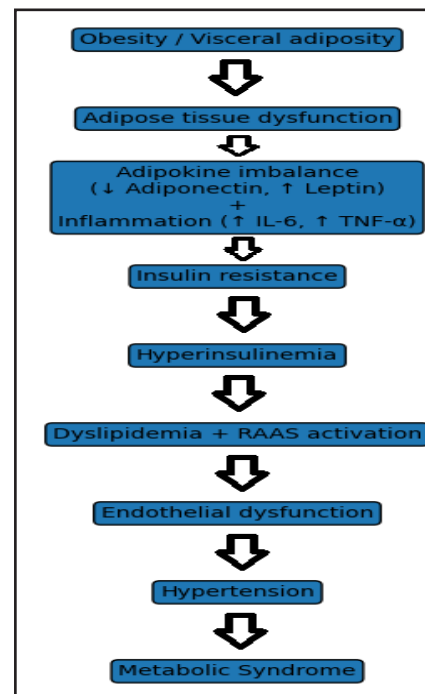 Obesity / Visceral adiposity
Adipose tissue dysfunction
Adipokine imbalance
(↓ Adiponectin, ↑ Leptin)
+
Inflammation (↑ IL-6, ↑ TNF-α)
Insulin resistance
Hyperinsulinemia
Dyslipidemia + RAAS activation
Endothelial dysfunction
Hypertension
Metabolic Syndrome